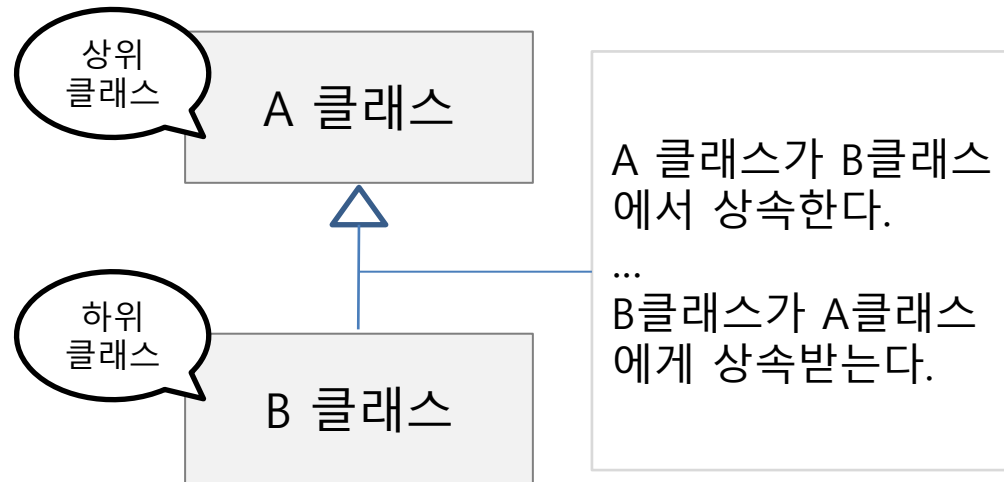 상위
클래스
A 클래스
A 클래스가 B클래스
에서 상속한다.
...
B클래스가 A클래스
에게 상속받는다.
하위
클래스
B 클래스